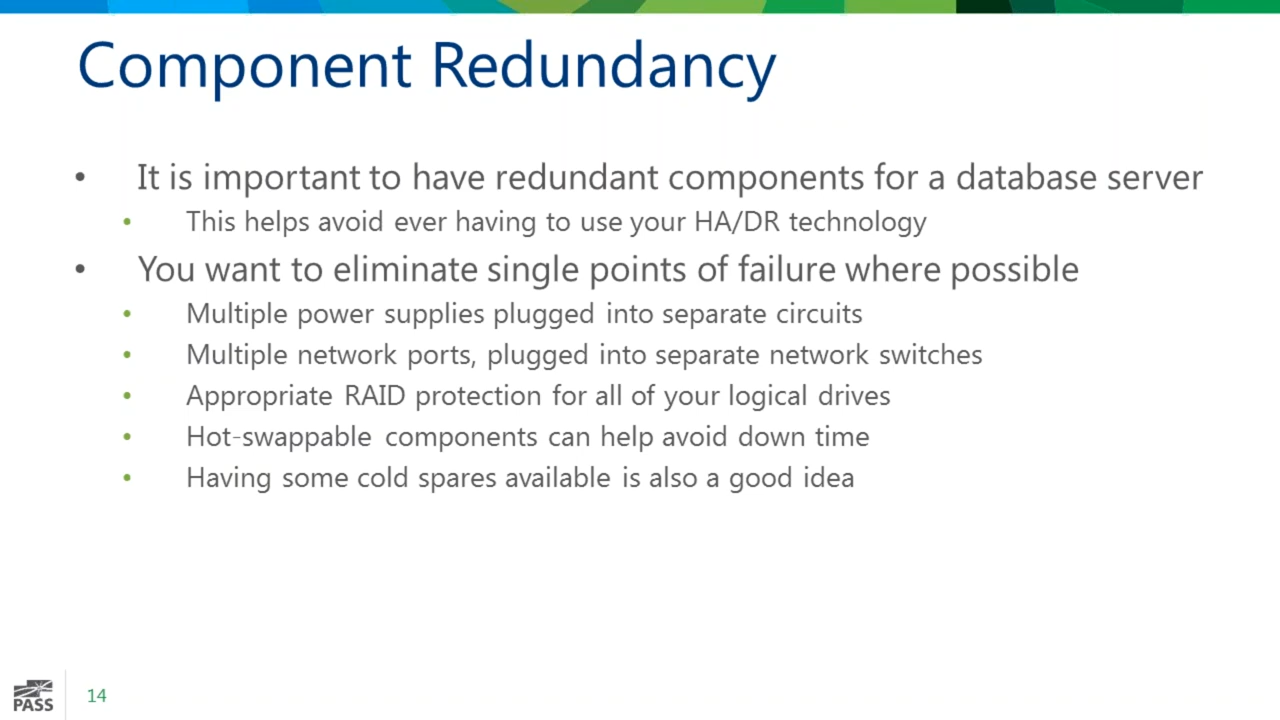 Component Redundancy
• It is important to have redundant components for a database server
• This helps avoid ever having to use your HA/DR technology
• You want to eliminate single points of failure where possible
• Multiple power supplies plugged into separate circuits
• Multiple network ports, plugged into separate network switches
• Appropriate RAID protection for all of your logical drives
• Hot-swappable components can help avoid down time
• Having some cold spares available is also a good idea
PASS
14